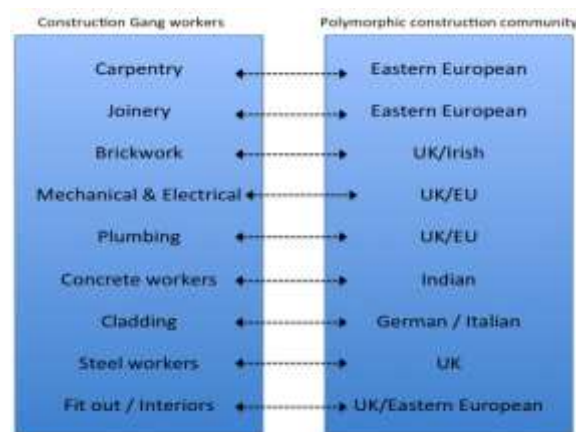 Construction Gang workers Polymorphic construction community
Carpentry Eastern European
Joinery Eastern European
Brickwork UK/Irish
Mechanical & Electrical UK/EU
Plumbing UK/EU
Concrete workers Indian
Cladding German / Italian
Steel workers UK
Fit out / Interiors UK/Eastern European